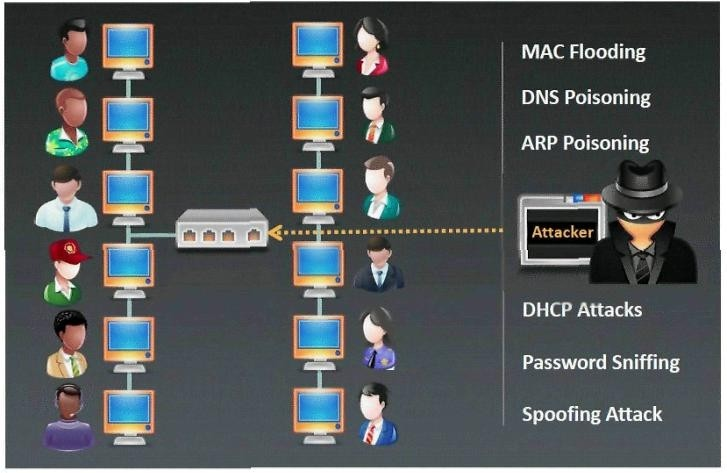 MAC Flooding
DNS Poisoning
ARP Poisoning
Attacker
DHCP Attacks
Password Sniffing
Spoofing Attack